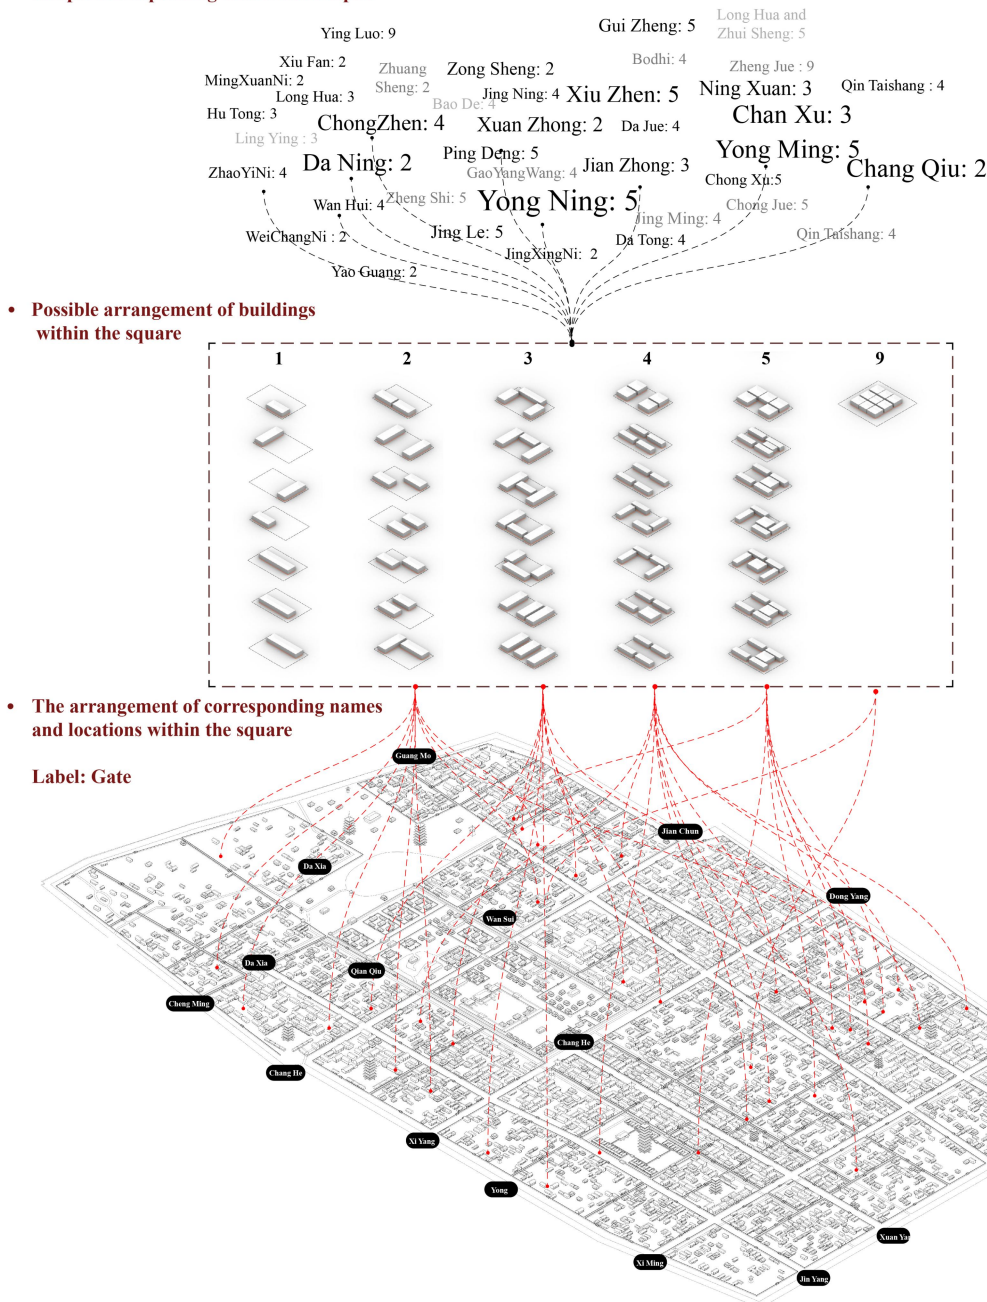 Ying Luo: 9
Gui Zheng: 5
Long Hua and
Zhui Sheng: 5
Xiu Fan: 2
Zhuang
Sheng: 2
Zong Sheng: 2
Bodhi: 4
Zheng Jue : 9
MingXuanNi: 2
Long Hua: 3
Bao De: 4
Jing Ning: 4
Xiu Zhen: 5
Ning Xuan: 3
Qin Taishang : 4
Hu Tong: 3
ChongZhen: 4
Xuan Zhong: 2
Da Jue: 4
Chan Xu: 3
Ling Ying : 3
Da Ning: 2
Ping Deng: 5
Jian Zhong: 3
Yong Ming: 5
Chang Qiu: 2
ZhaoYiNi: 4
GaoYangWang: 4
Chong Xu:5
Wan Hui: 4
Zheng Shi: 5
Yong Ning: 5
Jing Ming: 4
Chong Jue: 5
WeiChangNi : 2
Jing Le: 5
JingXingNi: 2
Da Tong: 4
Qin Taishang: 4
Yao Guang: 2
• Possible arrangement of buildings
within the square
1 2 3 4 5 9
• The arrangement of corresponding names
and locations within the square
Label: Gate
Guang Mo
Jian Chun
Da Xia
Dong Yang
Wan Sui
Da Xia
Qian Qiu
Cheng Ming
Chang He
Chang He
Xi Yang
Yong
Xuan Ya
Xi Ming
Jin Yang